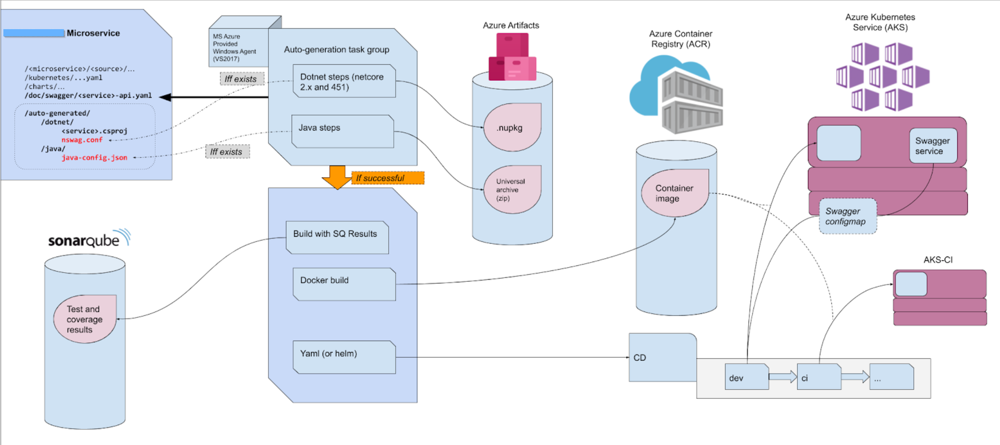 Microservice
/<microservice>/<source>/...
/kubernetes/...yaml
/charts/...
/doc/swagger/<service>-api.yaml
/auto-generated/
/dotnet/
<service>.csproj
nswag.conf
/java/
java-config.json
MS Azure
Provided
Windows Agent
(VS2017)
Iff exists
Iff exists
Auto-generation task group
Dotnet steps (netcore
2.x and 451)
Java steps
If successful
Build with SQ Results
Docker build
Yaml (or helm)
sonarqube
Test and
coverage
results
Azure Artifacts
.nupkg
Universal
archive
(zip)
Azure Container
Registry (ACR)
Container
image
Azure Kubernetes
Service (AKS)
Swagger
service
Swagger
configmap
AKS-CI
CD
dev
ci
...